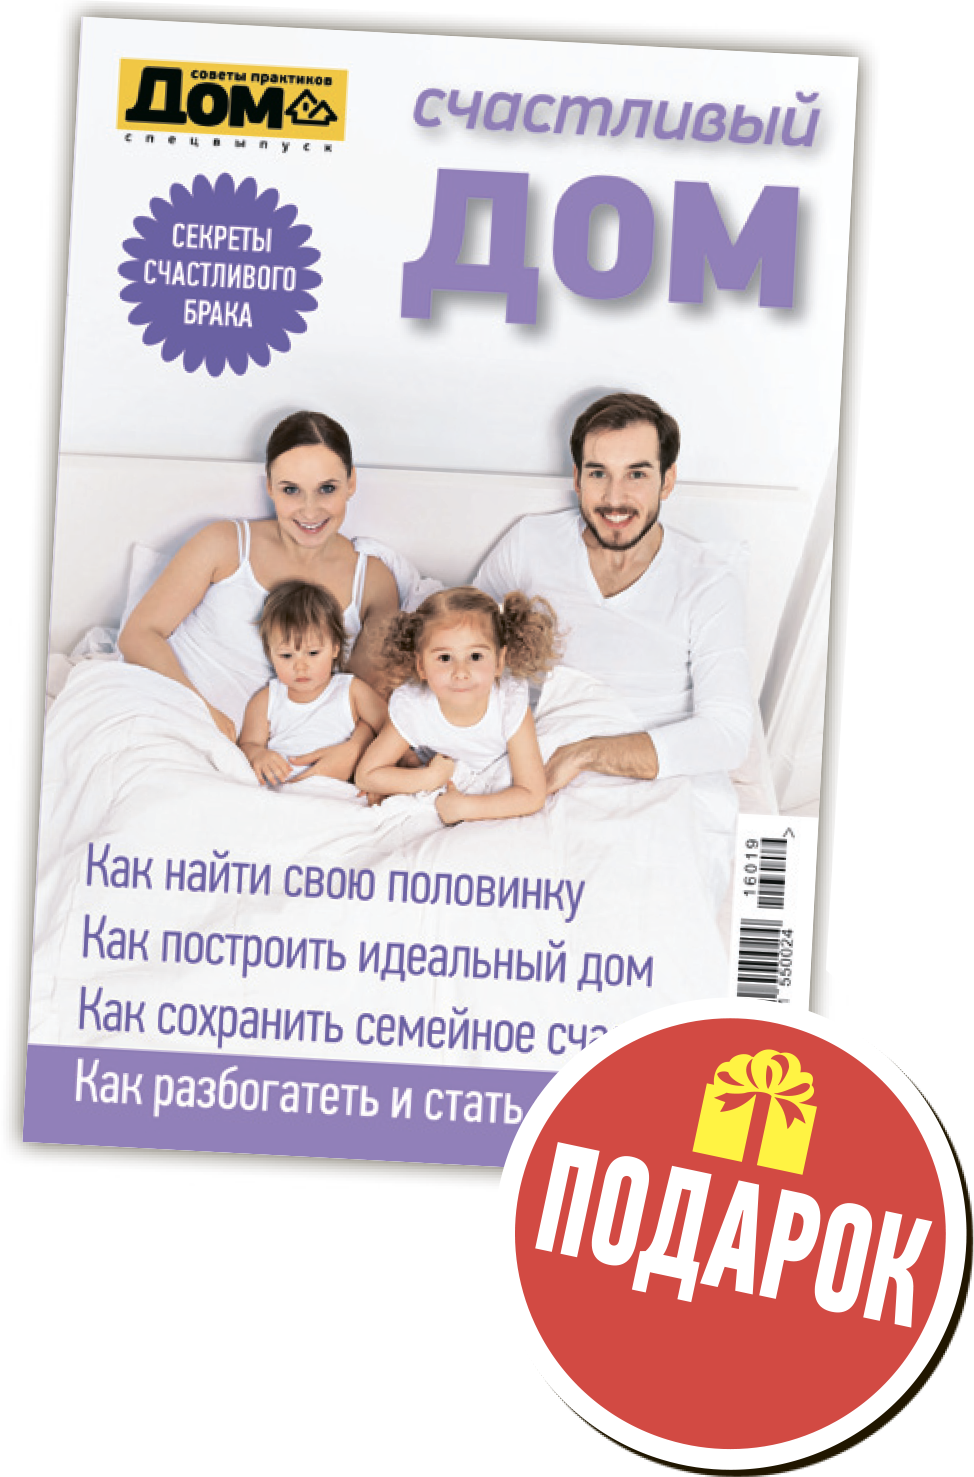 советы практиков
Дом
спецвыпуск
счастливый
дом
СЕКРЕТЫ
СЧАСТЛИВОГО
БРАКА
Как найти свою половинку
Как построить идеальный дом
Как сохранить семейное
Как разбогатеть и стать
16019
550024
ПОДАРОК